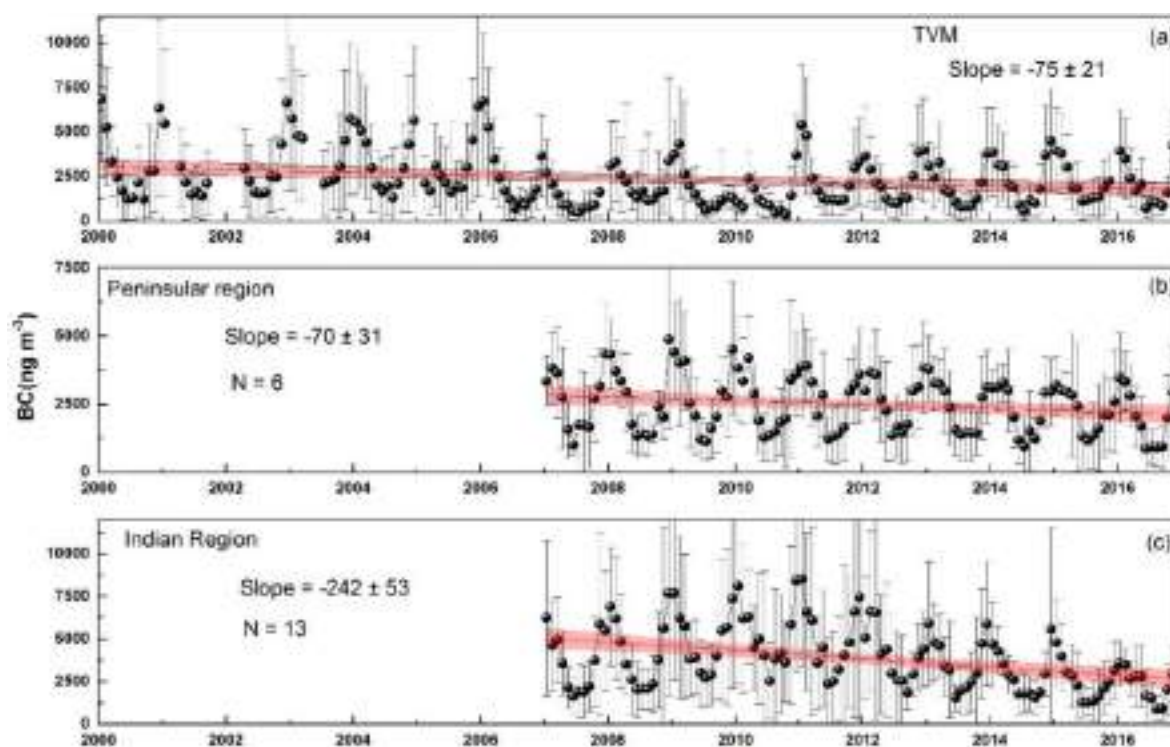 TVM
(a)
Slope = -75 ± 21
10000
7500
5000
2500
0
2000 2002 2004 2006 2008 2010 2012 2014 2016
Peninsular region
(b)
Slope = -70 ± 31
N = 6
BC(ng m⁻³)
7500
5000
2500
0
2000 2002 2004 2006 2008 2010 2012 2014 2016
Indian Region
(c)
Slope = -242 ± 53
N = 13
10000
7500
5000
2500
0
2000 2002 2004 2006 2008 2010 2012 2014 2016